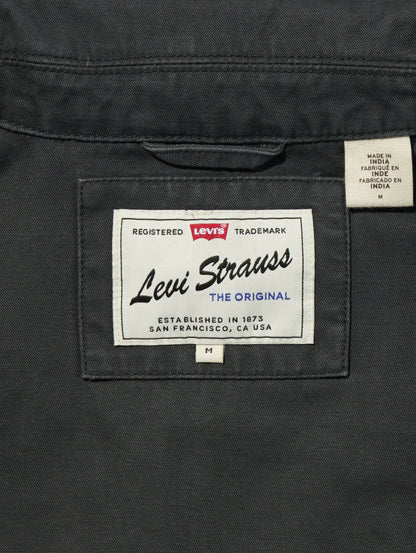 MADE IN
INDIA
FABRIQUÉ EN
INDE
FABRICADO EN
INDIA
M
REGISTERED Levi's TRADEMARK
Levi Strauss
THE ORIGINAL
ESTABLISHED IN 1873
SAN FRANCISCO, CA USA
M